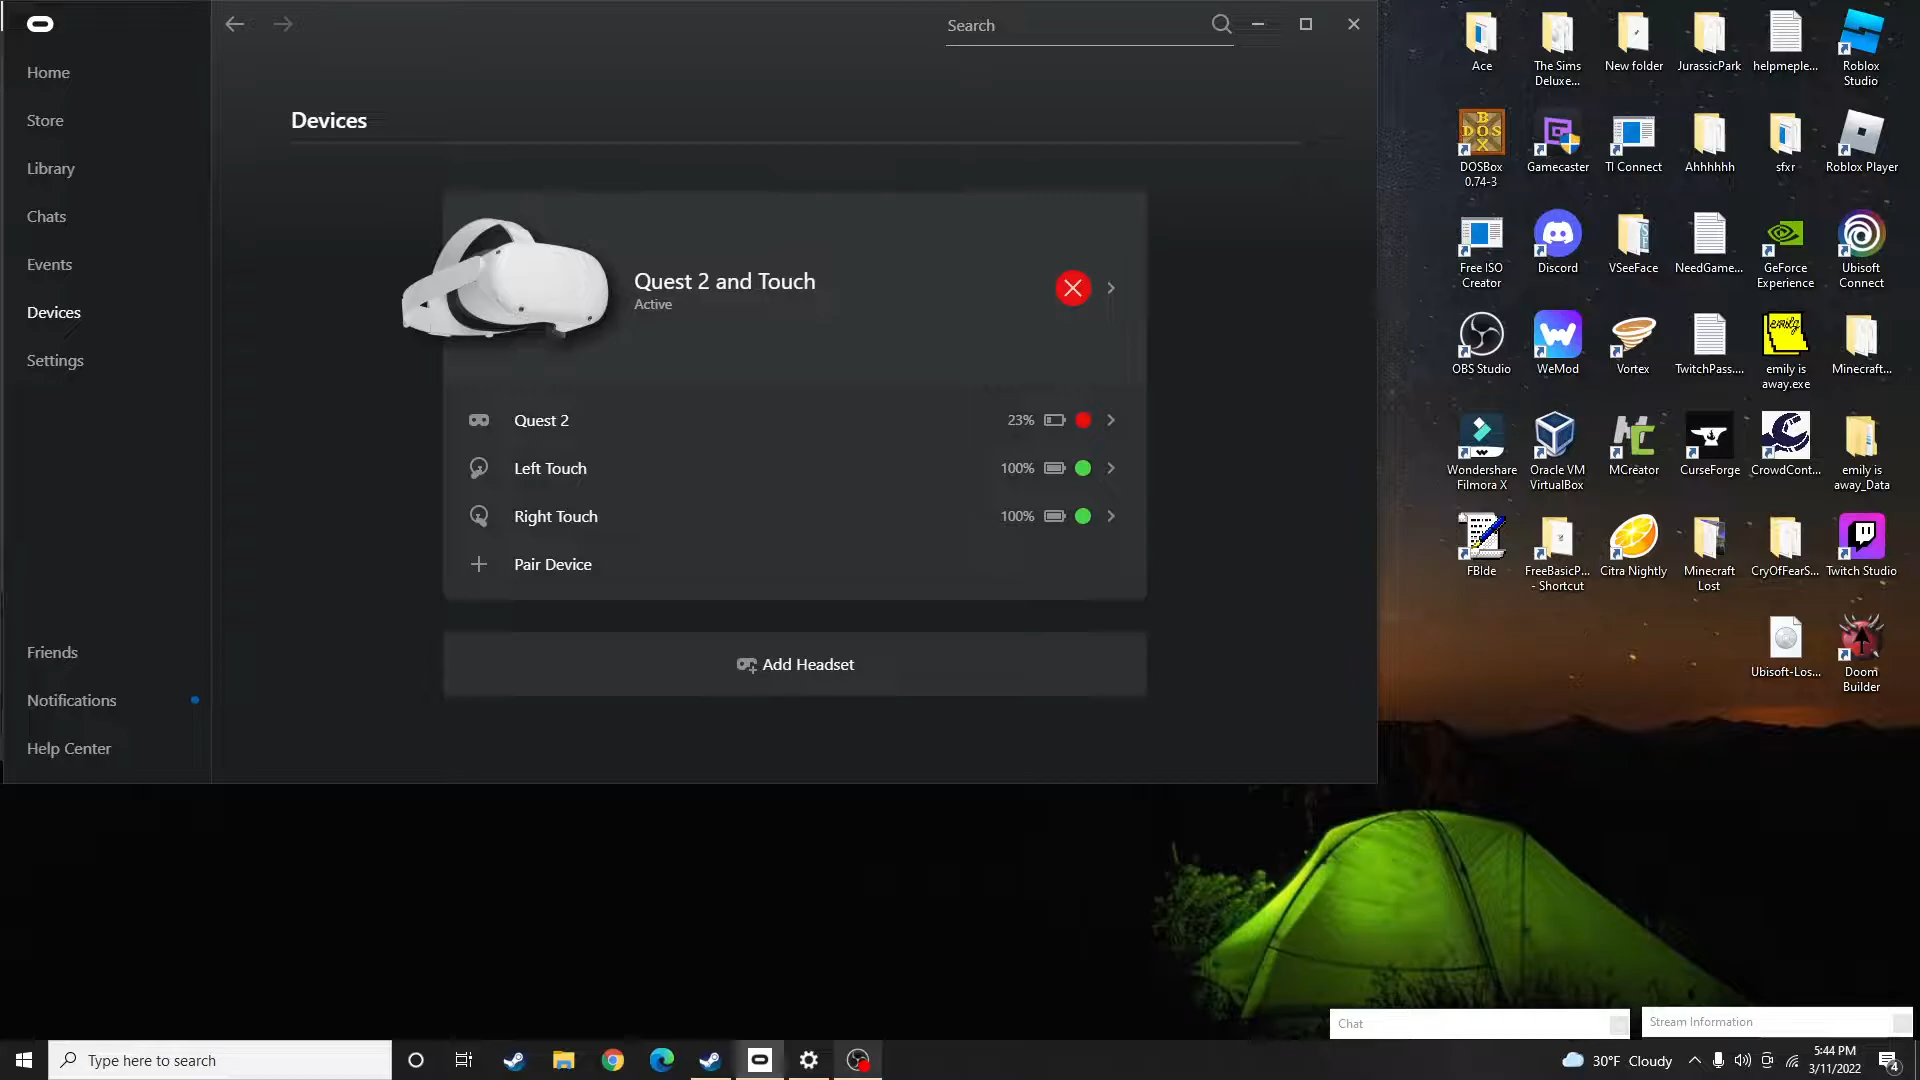 Search
Home
Store
Library
Chats
Events
Devices
Settings
Friends
Notifications
Help Center
Devices
Quest 2 and Touch
Active
Quest 2
23%
Left Touch
100%
Right Touch
100%
Pair Device
Add Headset
Ace
The Sims
Deluxe...
New folder
JurassicPark
helpmeple...
Roblox
Studio
DOSBox
0.74-3
Gamecaster
TI Connect
Ahhhhhh
sfxr
Roblox Player
Free ISO
Creator
Discord
VSeeFace
NeedGame...
GeForce
Experience
Ubisoft
Connect
OBS Studio
WeMod
Vortex
TwitchPass....
emily
emily is
away.exe
Minecraft...
Wondershare
Filmora X
Oracle VM
VirtualBox
MCreator
CurseForge
CrowdCont...
emily is
away_Data
FBIde
FreeBasicP...
- Shortcut
Citra Nightly
Minecraft
Lost
CryOfFearS...
Twitch Studio
Ubisoft-Los...
Doom
Builder
Chat
Stream Information
Type here to search
30°F Cloudy
5:44 PM
3/11/2022
4